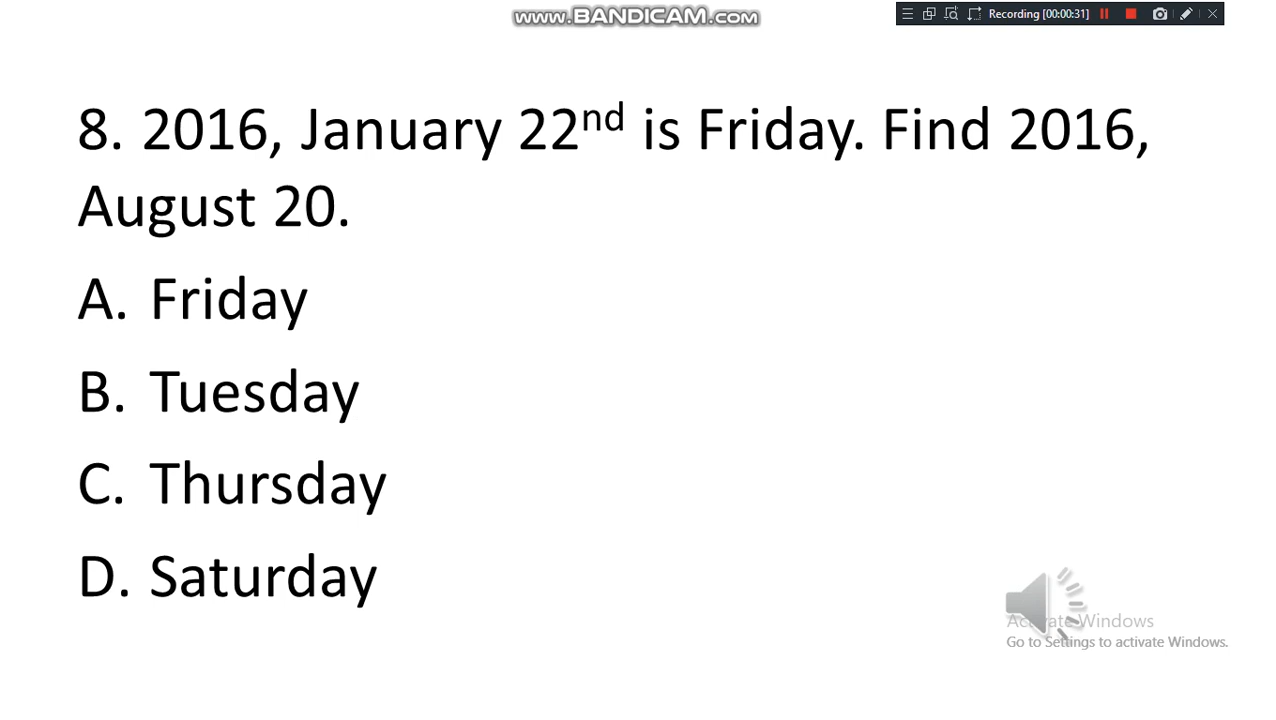 www.BANDICAM.com
Recording [00:00:31]
8. 2016, January 22nd is Friday. Find 2016,
August 20.
A. Friday
B. Tuesday
C. Thursday
D. Saturday
Activate Windows
Go to Settings to activate Windows.